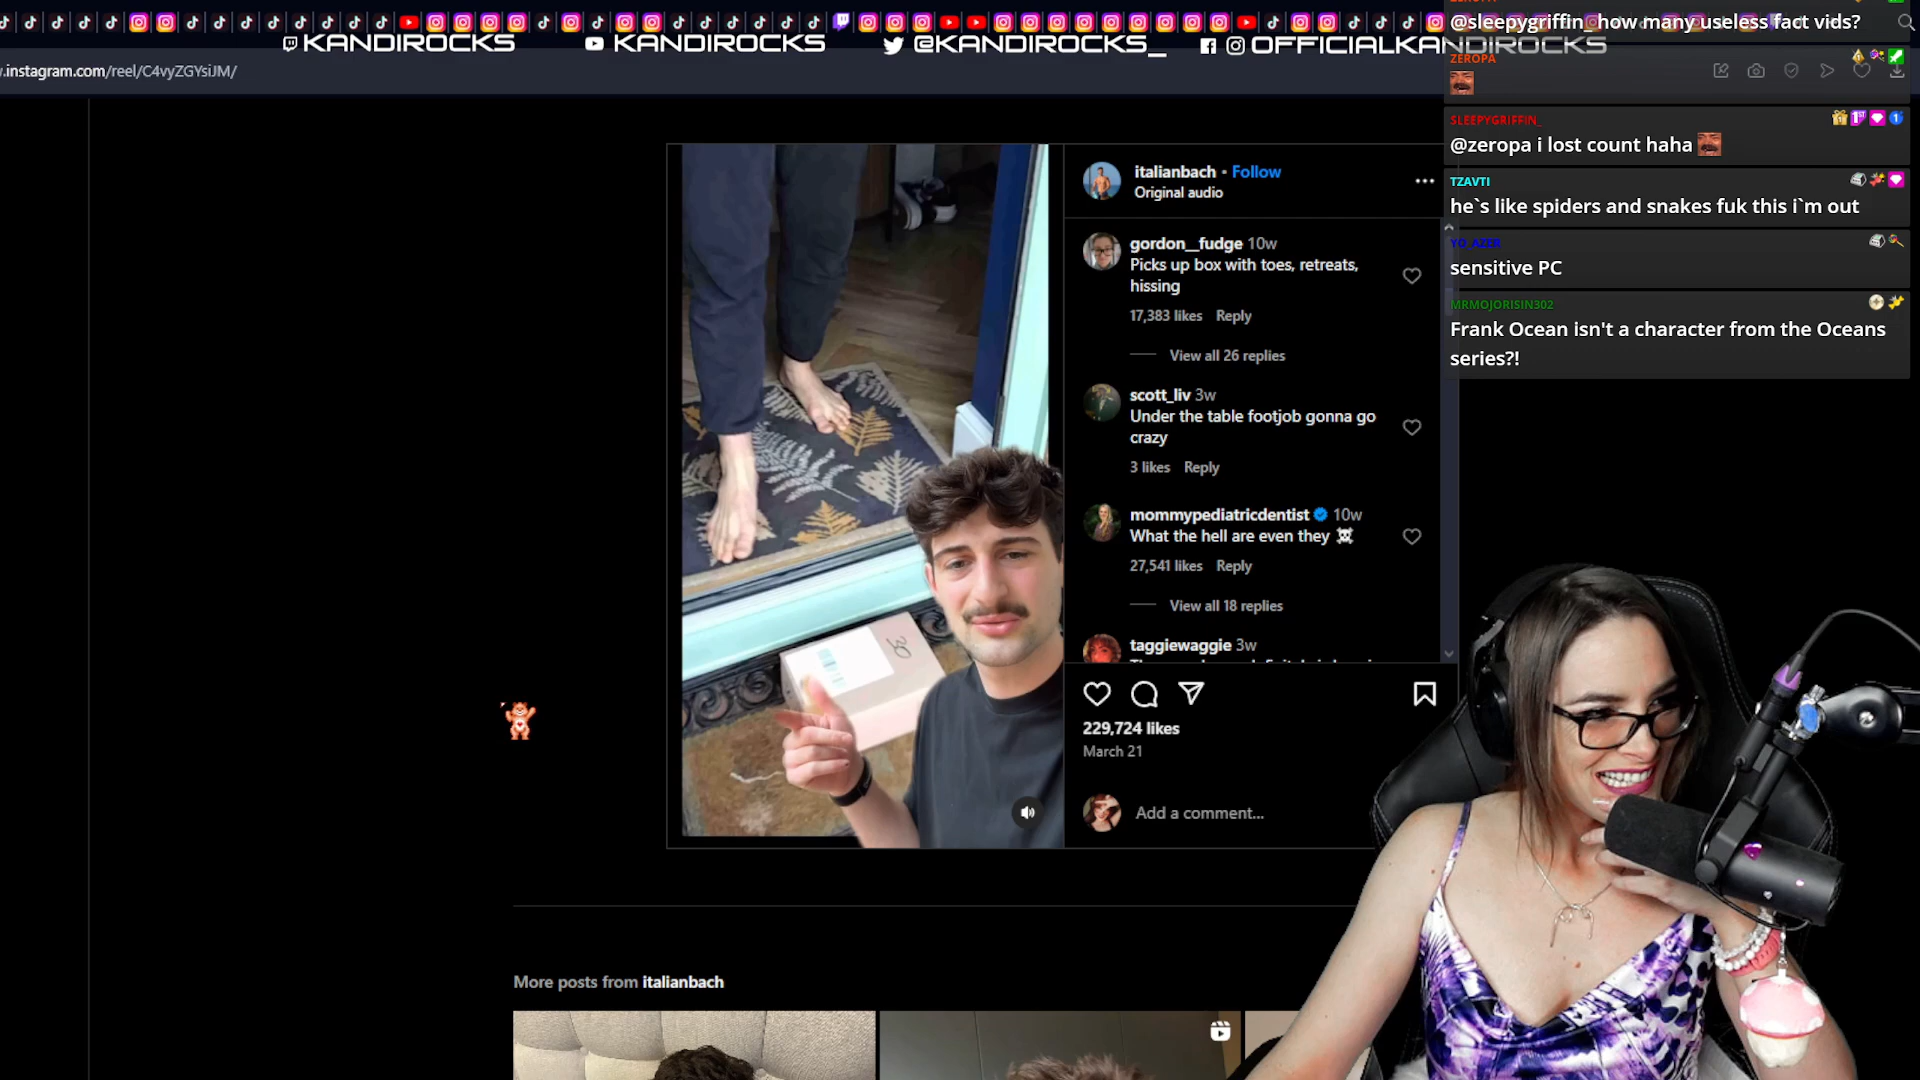 KANDIROCKS KANDIROCKS @KANDIROCKS_ OFFICIALKANDIROCKS
.instagram.com/reel/C4vyZGYsiJM/
italianbach • Follow
Original audio
gordon__fudge 10w
Picks up box with toes, retreats,
hissing
17,383 likes Reply
View all 26 replies
scott_liv 3w
Under the table footjob gonna go
crazy
3 likes Reply
mommypediatricdentist 10w
What the hell are even they ☠
27,541 likes Reply
View all 18 replies
taggiewaggie 3w
229,724 likes
March 21
Add a comment...
More posts from italianbach
30
@sleepygriffin_ how many useless fact vids?
ZEROPA
SLEEPYGRIFFIN_
@zeropa i lost count haha
TZAVTI
he`s like spiders and snakes fuk this i`m out
YO_AZER
sensitive PC
MRMOJORISIN302
Frank Ocean isn't a character from the Oceans
series?!